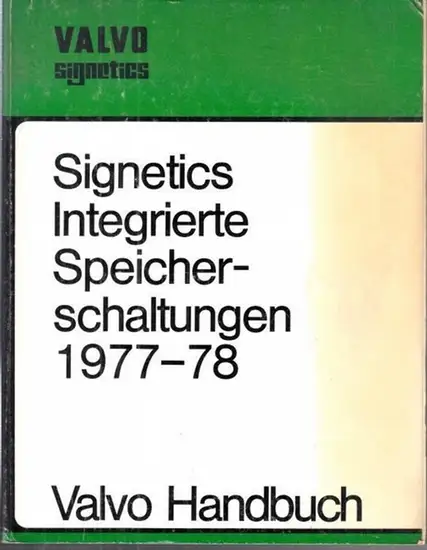 VALVO
signetics
Signetics
Integrierte
Speicher-
schaltungen
1977–78
Valvo Handbuch